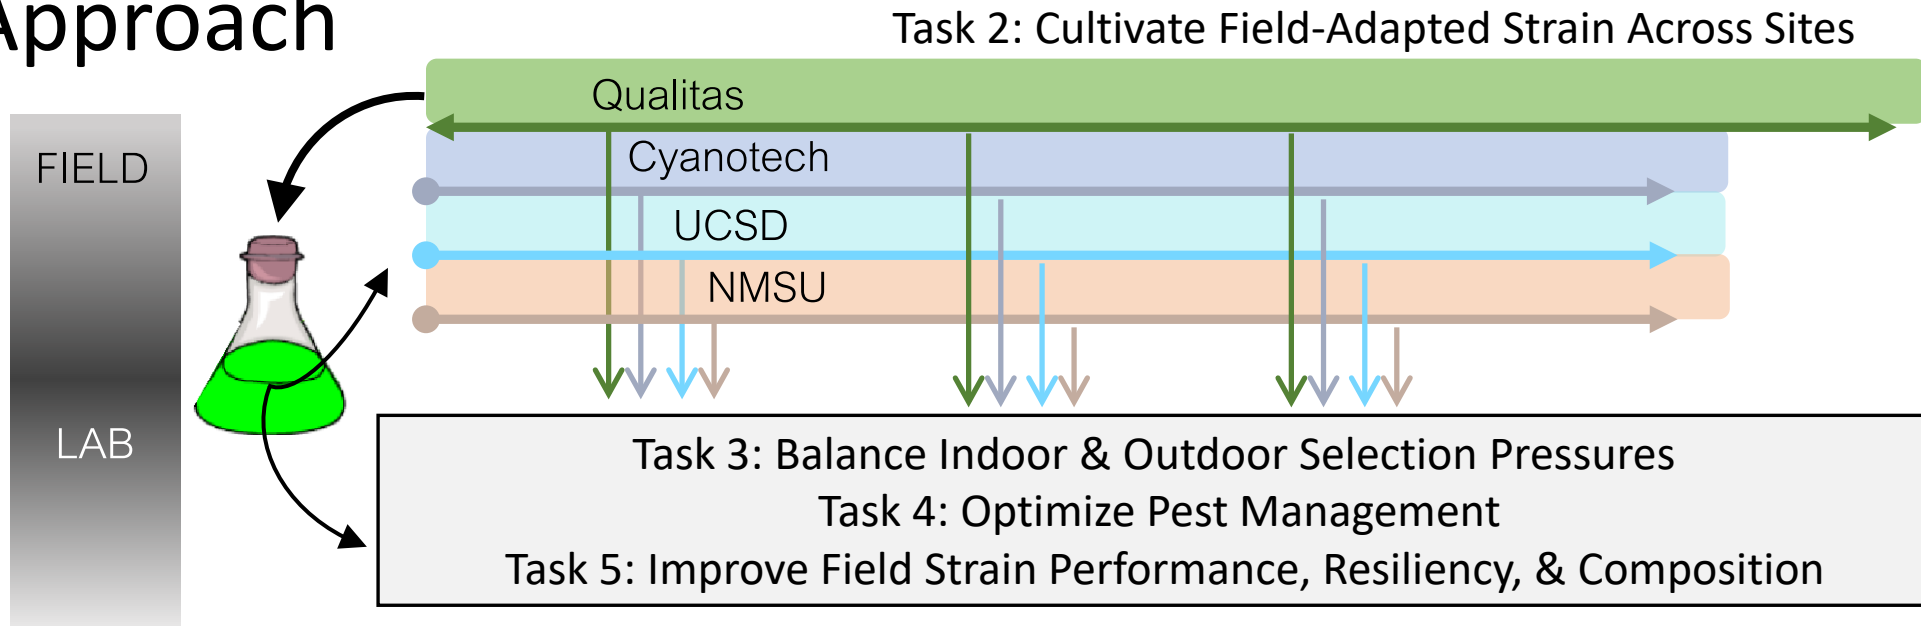 Approach
Task 2: Cultivate Field-Adapted Strain Across Sites
Qualitas
FIELD
Cyanotech
UCSD
NMSU
LAB
Task 3: Balance Indoor & Outdoor Selection Pressures
Task 4: Optimize Pest Management
Task 5: Improve Field Strain Performance, Resiliency, & Composition